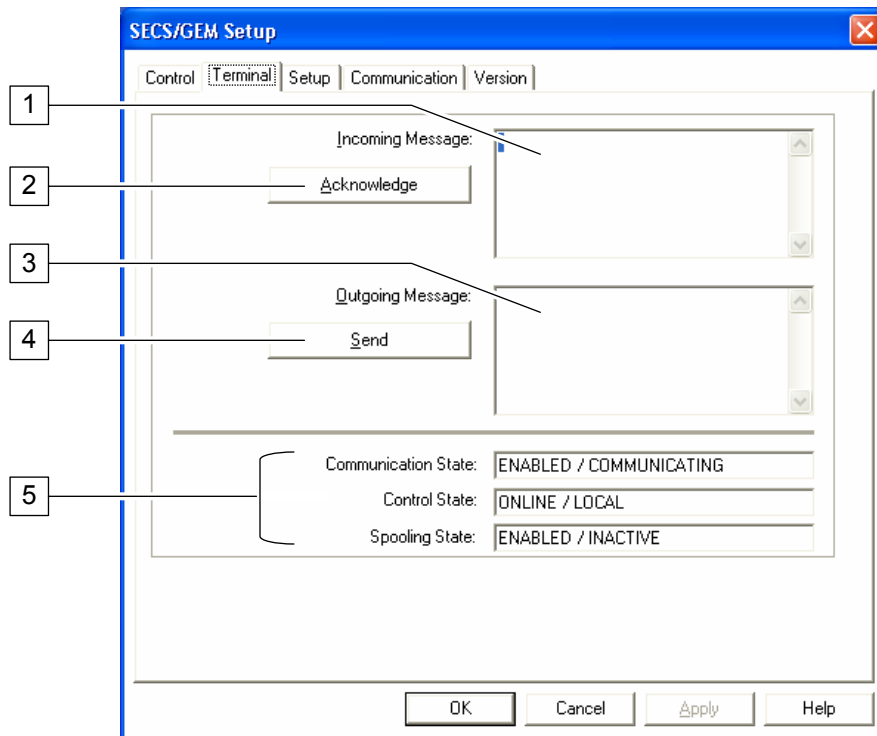 SECS/GEM Setup
Control Terminal Setup Communication Version
1
Incoming Message:
2
Acknowledge
3
Outgoing Message:
4
Send
5
Communication State: ENABLED / COMMUNICATING
Control State: ONLINE / LOCAL
Spooling State: ENABLED / INACTIVE
OK Cancel Apply Help